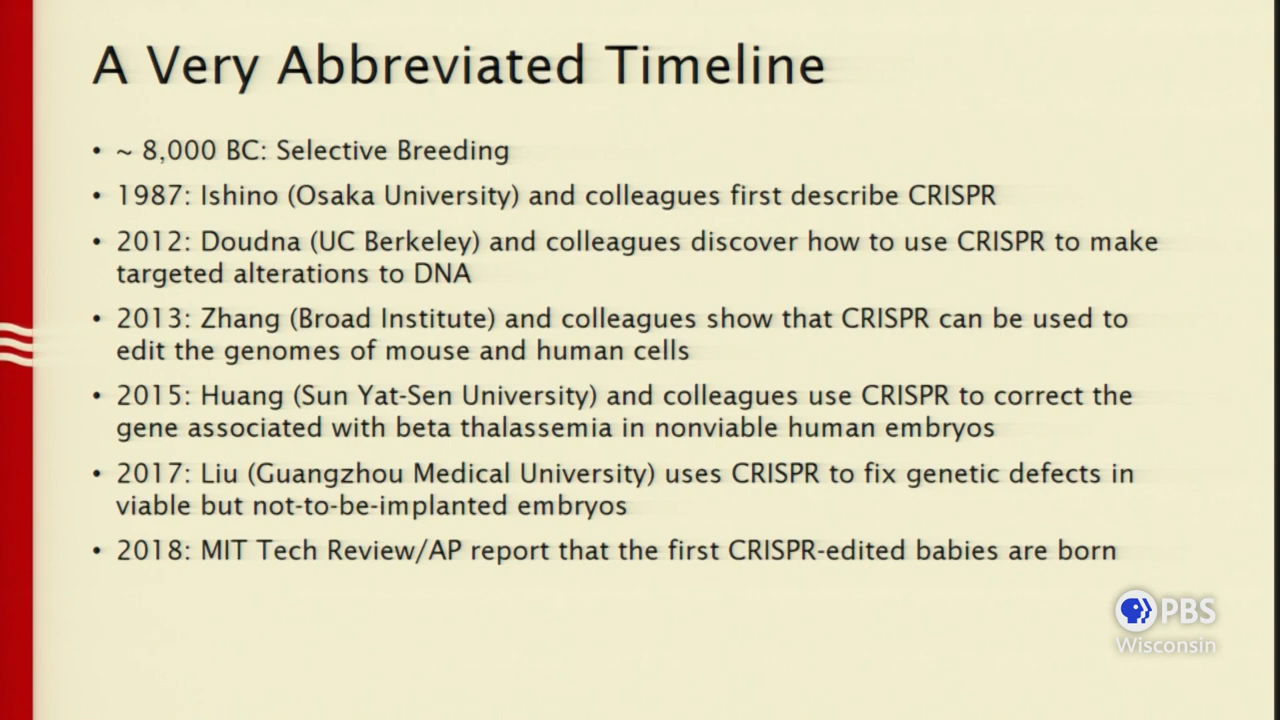 A Very Abbreviated Timeline
• ~ 8,000 BC: Selective Breeding
• 1987: Ishino (Osaka University) and colleagues first describe CRISPR
• 2012: Doudna (UC Berkeley) and colleagues discover how to use CRISPR to make
targeted alterations to DNA
• 2013: Zhang (Broad Institute) and colleagues show that CRISPR can be used to
edit the genomes of mouse and human cells
• 2015: Huang (Sun Yat-Sen University) and colleagues use CRISPR to correct the
gene associated with beta thalassemia in nonviable human embryos
• 2017: Liu (Guangzhou Medical University) uses CRISPR to fix genetic defects in
viable but not-to-be-implanted embryos
• 2018: MIT Tech Review/AP report that the first CRISPR-edited babies are born
PBS
Wisconsin